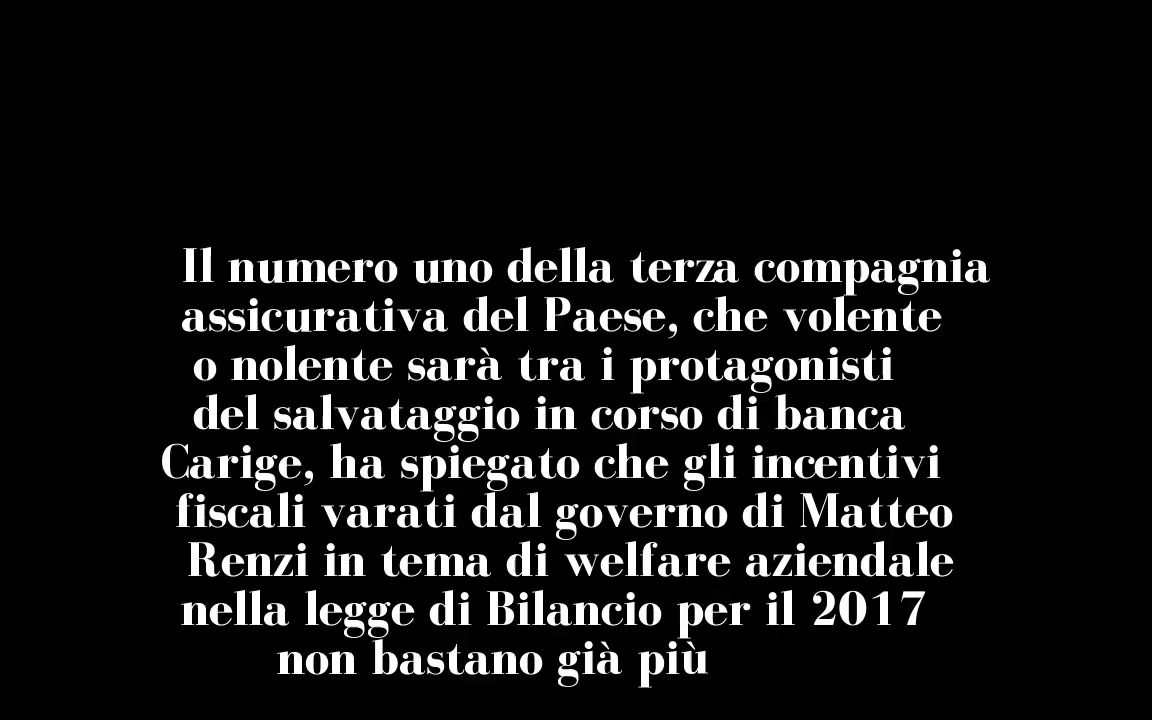 Il numero uno della terza compagnia
assicurativa del Paese, che volente
o nolente sarà tra i protagonisti
del salvataggio in corso di banca
Carige, ha spiegato che gli incentivi
fiscali varati dal governo di Matteo
Renzi in tema di welfare aziendale
nella legge di Bilancio per il 2017
non bastano già più